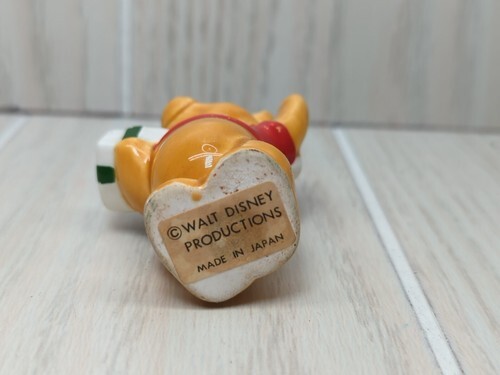 ©WALT DISNEY
PRODUCTIONS
MADE IN JAPAN